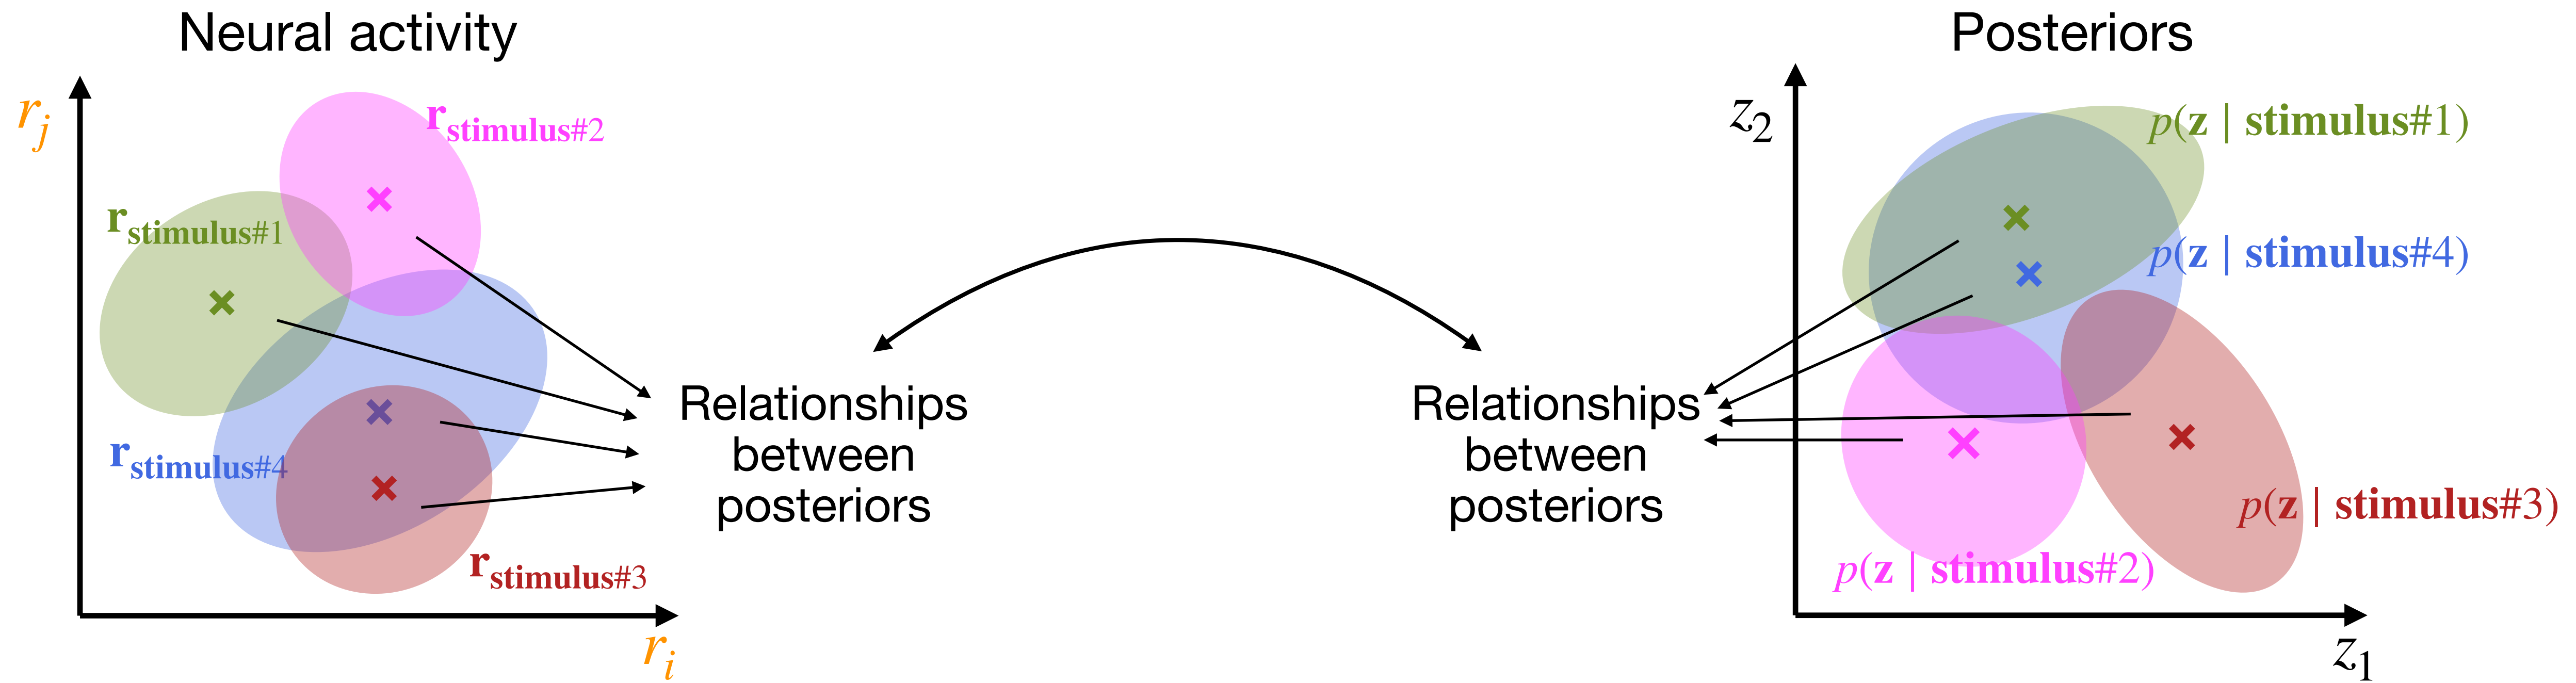 Neural activity
r_j
r_stimulus#2
r_stimulus#1
r_stimulus#4
r_stimulus#3
r_i
Relationships
between
posteriors
Relationships
between
posteriors
Posteriors
z_2
p(z | stimulus#1)
p(z | stimulus#4)
p(z | stimulus#3)
p(z | stimulus#2)
z_1